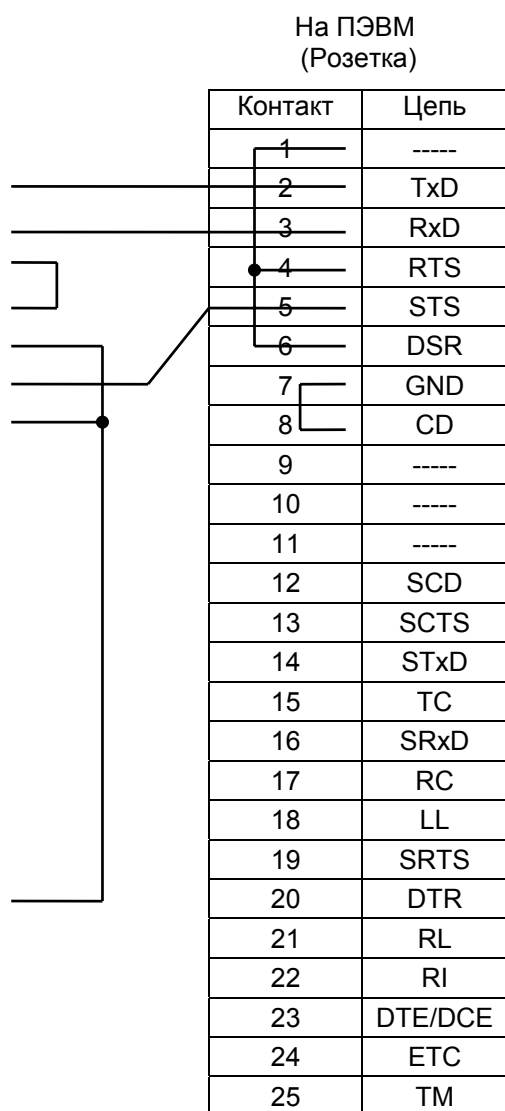 На ПЭВМ
(Розетка)
Контакт Цепь
1 -----
2 TxD
3 RxD
4 RTS
5 STS
6 DSR
7 GND
8 CD
9 -----
10 -----
11 -----
12 SCD
13 SCTS
14 STxD
15 TC
16 SRxD
17 RC
18 LL
19 SRTS
20 DTR
21 RL
22 RI
23 DTE/DCE
24 ETC
25 TM